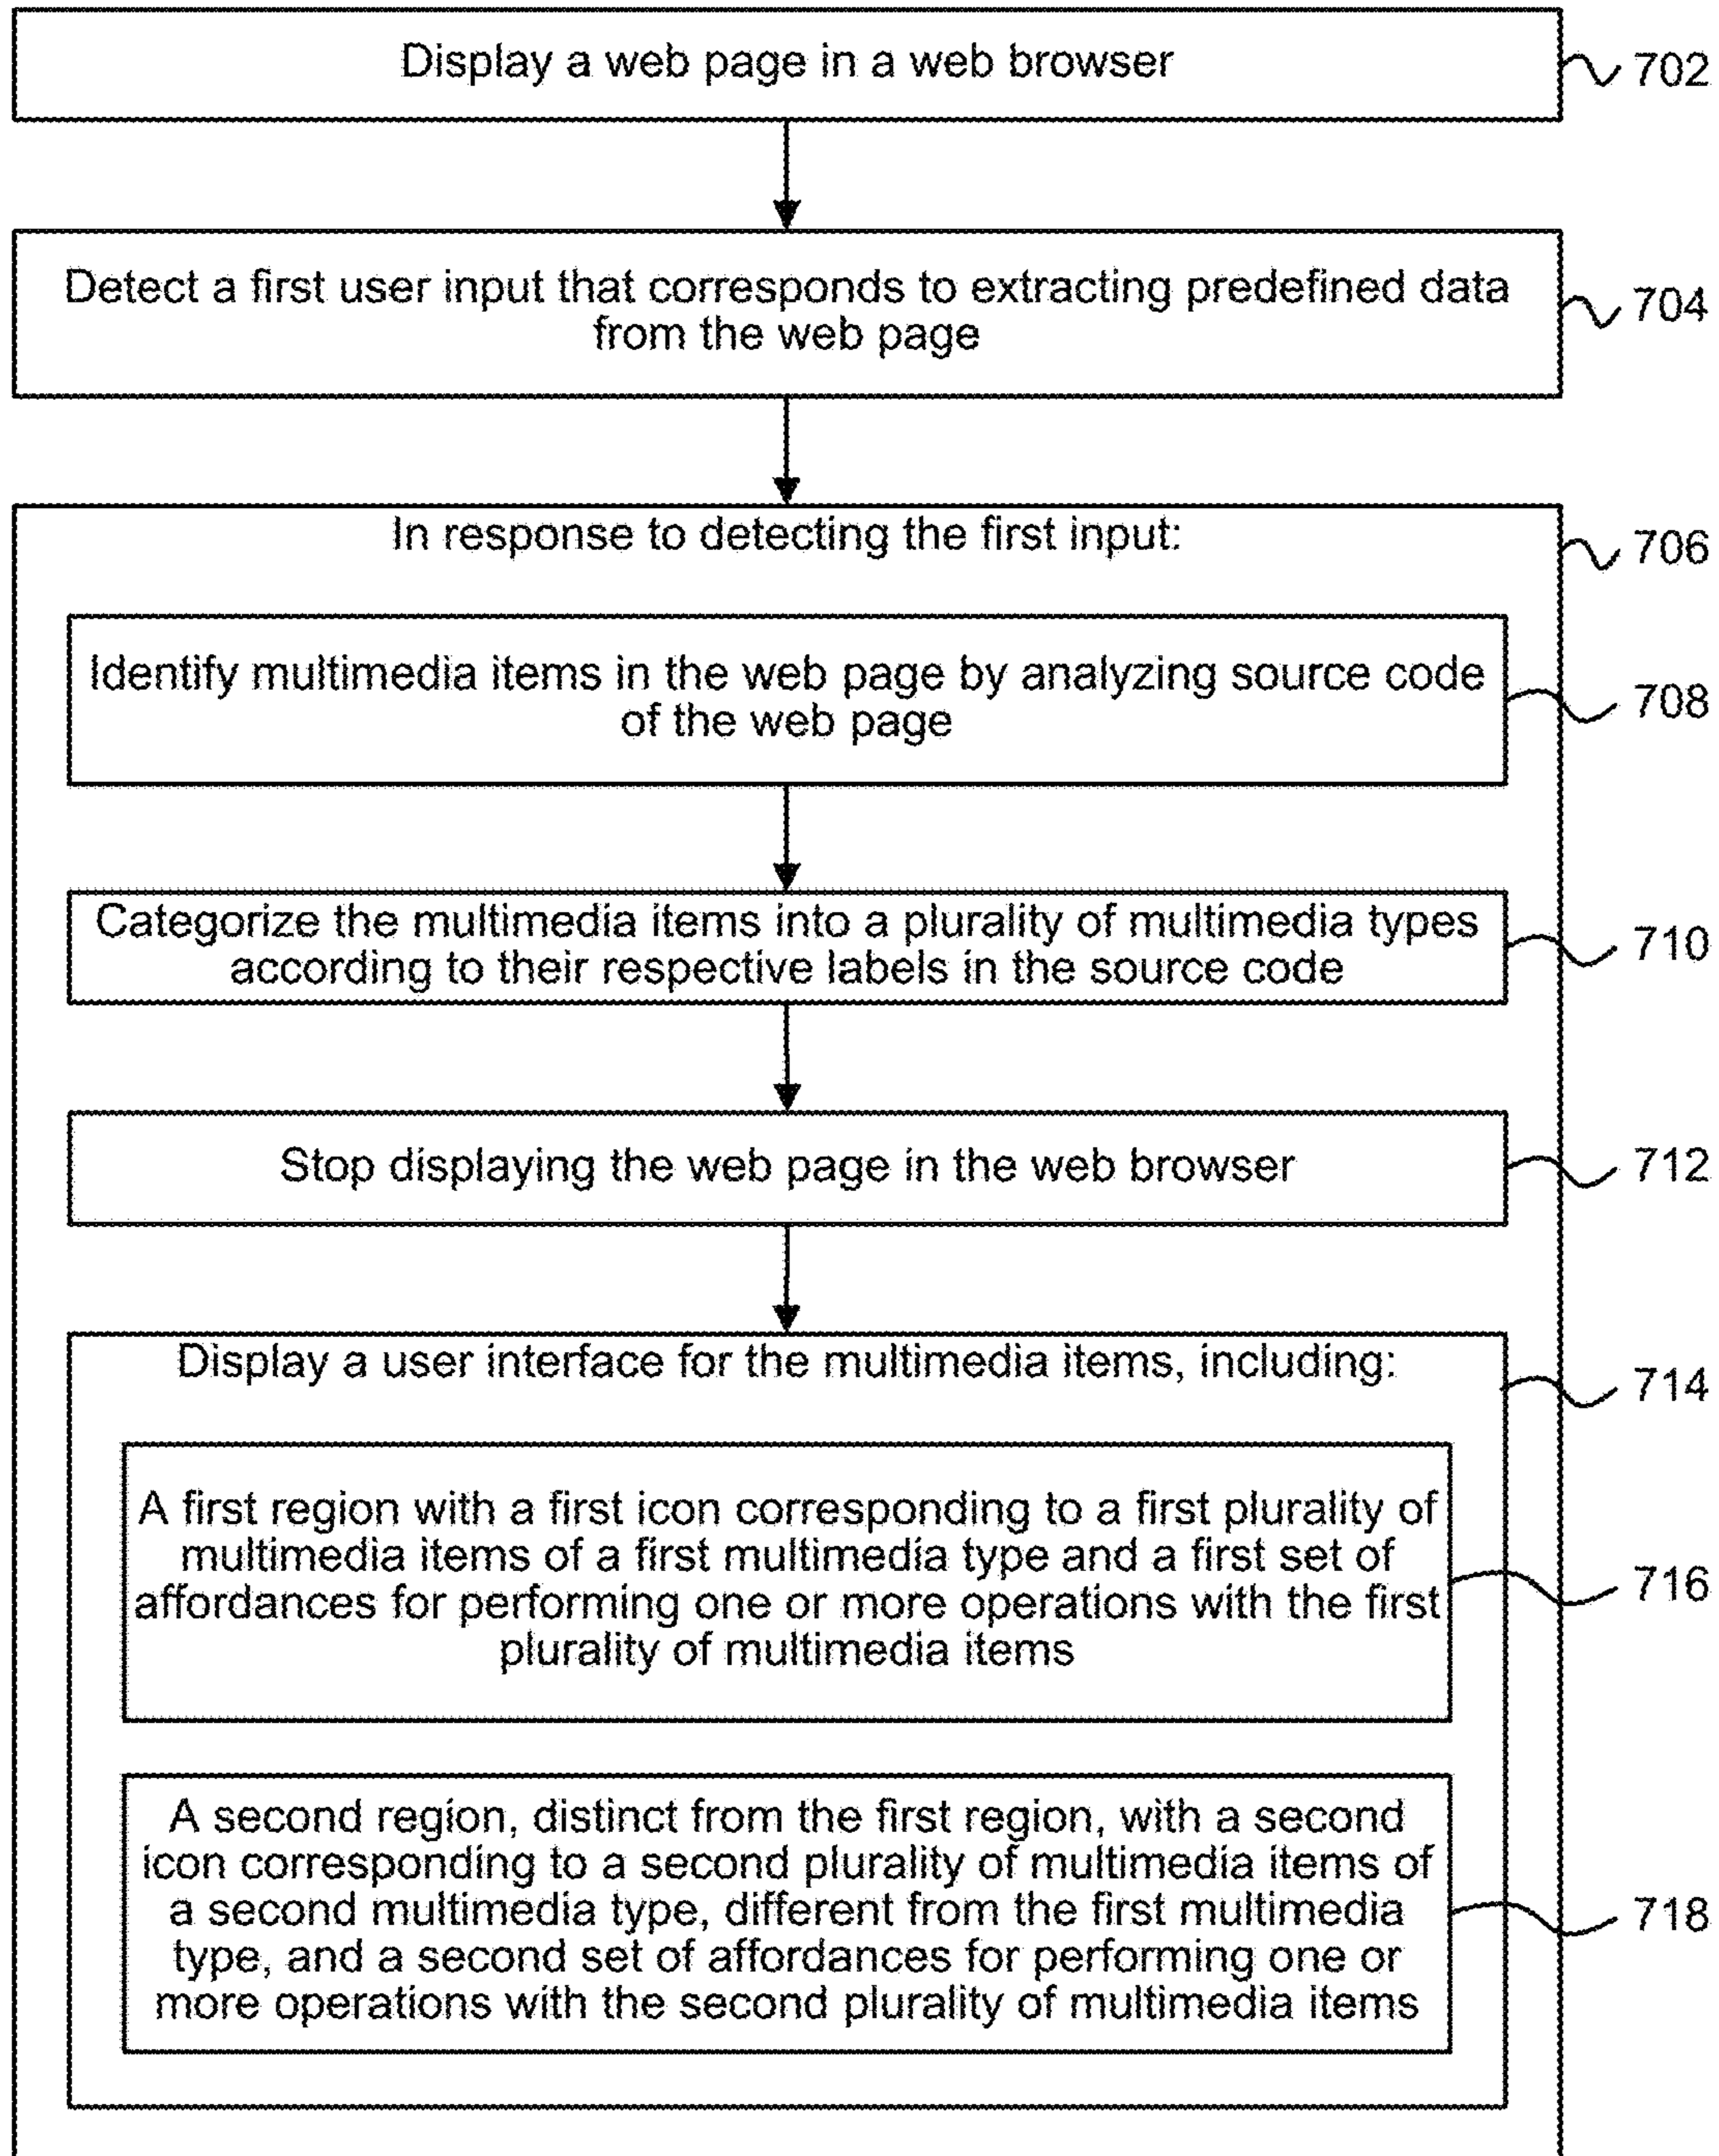 Display a web page in a web browser
702
Detect a first user input that corresponds to extracting predefined data
from the web page
704
In response to detecting the first input:
706
Identify multimedia items in the web page by analyzing source code
of the web page
708
Categorize the multimedia items into a plurality of multimedia types
according to their respective labels in the source code
710
Stop displaying the web page in the web browser
712
Display a user interface for the multimedia items, including:
714
A first region with a first icon corresponding to a first plurality of
multimedia items of a first multimedia type and a first set of
affordances for performing one or more operations with the first
plurality of multimedia items
716
A second region, distinct from the first region, with a second
icon corresponding to a second plurality of multimedia items of
a second multimedia type, different from the first multimedia
type, and a second set of affordances for performing one or
more operations with the second plurality of multimedia items
718